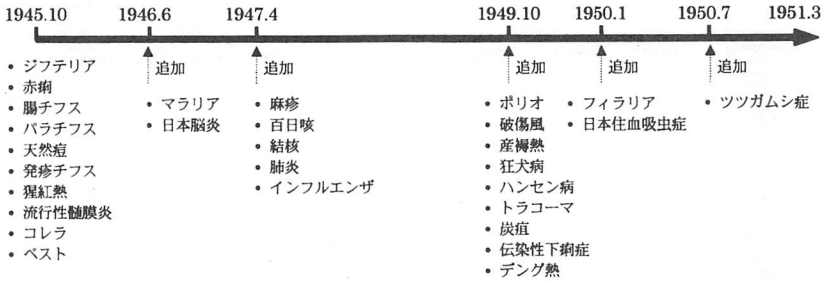 1945.10
1946.6
1947.4
1949.10
1950.1
1950.7
1951.3
• ジフテリア
• 赤痢
• 腸チフス
• パラチフス
• 天然痘
• 発疹チフス
• 猩紅熱
• 流行性髄膜炎
• コレラ
• ペスト
追加
• マラリア
• 日本脳炎
追加
• 麻疹
• 百日咳
• 結核
• 肺炎
• インフルエンザ
追加
• ポリオ
• 破傷風
• 産褥熱
• 狂犬病
• ハンセン病
• トラコーマ
• 炭疽
• 伝染性下痢症
• デング熱
追加
• フィラリア
• 日本住血吸虫症
追加
• ツツガムシ症